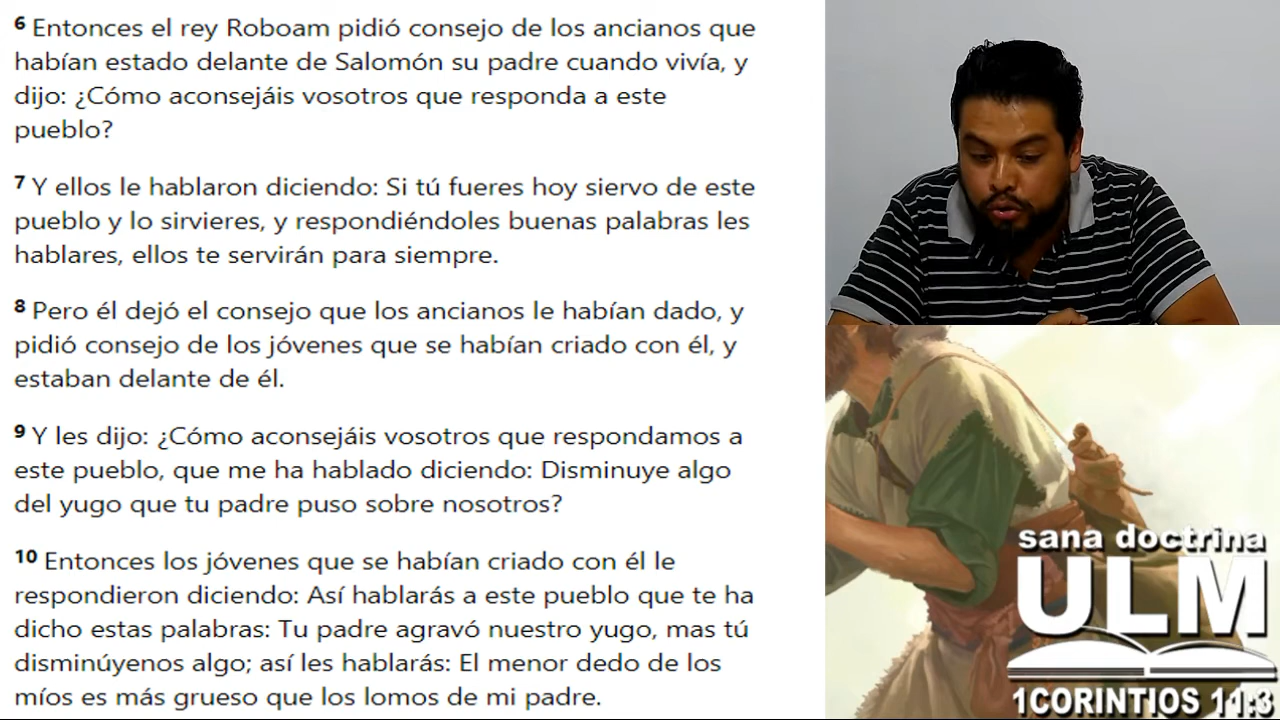 6 Entonces el rey Roboam pidió consejo de los ancianos que
habían estado delante de Salomón su padre cuando vivía, y
dijo: ¿Cómo aconsejáis vosotros que responda a este
pueblo?
7 Y ellos le hablaron diciendo: Si tú fueres hoy siervo de este
pueblo y lo sirvieres, y respondiéndoles buenas palabras les
hablares, ellos te servirán para siempre.
8 Pero él dejó el consejo que los ancianos le habían dado, y
pidió consejo de los jóvenes que se habían criado con él, y
estaban delante de él.
9 Y les dijo: ¿Cómo aconsejáis vosotros que respondamos a
este pueblo, que me ha hablado diciendo: Disminuye algo
del yugo que tu padre puso sobre nosotros?
10 Entonces los jóvenes que se habían criado con él le
respondieron diciendo: Así hablarás a este pueblo que te ha
dicho estas palabras: Tu padre agravó nuestro yugo, mas tú
disminúyenos algo; así les hablarás: El menor dedo de los
míos es más grueso que los lomos de mi padre.
sana doctrina
ULM
1CORINTIOS 11:3